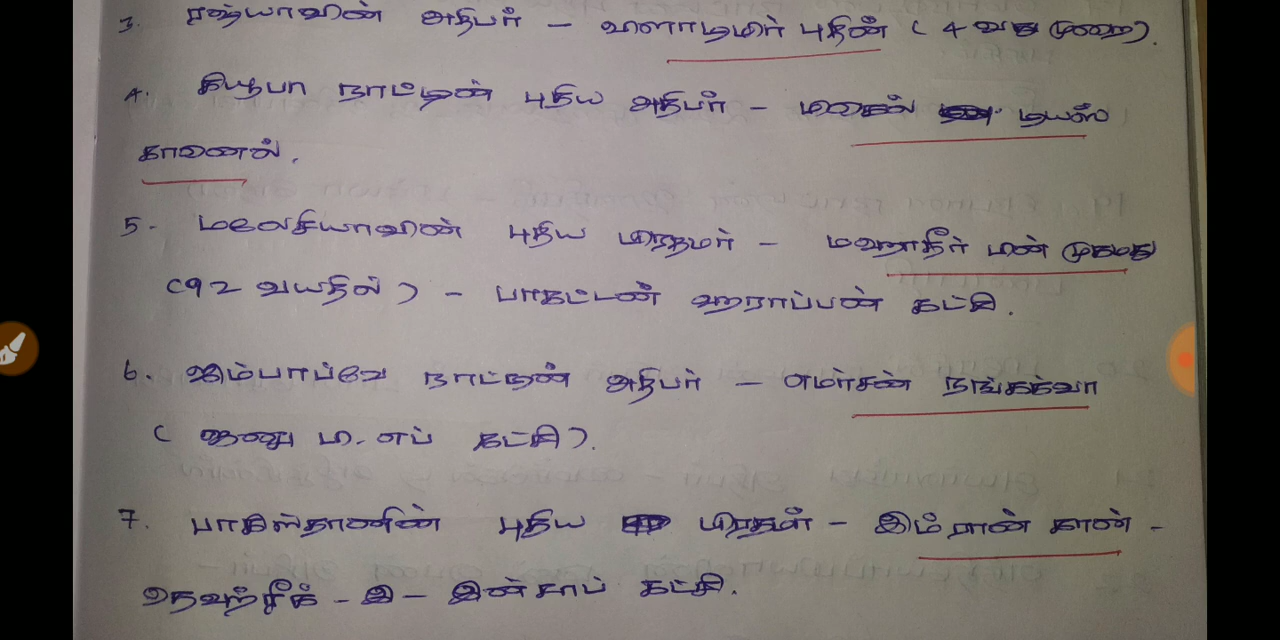 3. ரஷ்யாவின் அதிபர் – விளாடிமிர் புதின் (4 வது முறை).
4. கியூபா நாட்டின் புதிய அதிபர் – மிகுல் டியஸ்
கானெல்.
5. மலேசியாவின் புதிய பிரதமர் – மஹாதீர் பின் முகமது
(92 வயதில்) – பாகட்டன் ஹராப்பன் கட்சி.
6. ஜிம்பாப்வே நாட்டின் அதிபர் – எமர்சன் நங்கக்வா
(ஜனு பி. எப் கட்சி).
7. பாகிஸ்தானின் புதிய பிரதமர் – இம்ரான் கான் –
தெஹ்ரீக் – இ – இன்சாப் கட்சி.